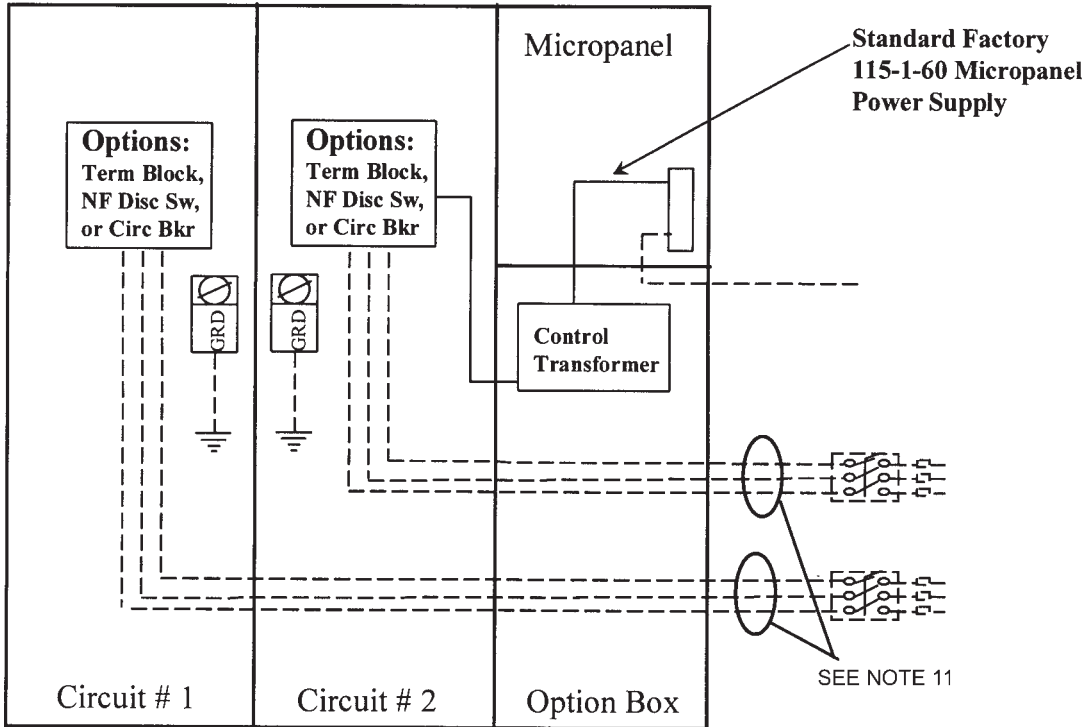 Micropanel
Standard Factory
115-1-60 Micropanel
Power Supply
Options:
Term Block,
NF Disc Sw,
or Circ Bkr
Options:
Term Block,
NF Disc Sw,
or Circ Bkr
GRD
GRD
Control
Transformer
SEE NOTE 11
Circuit # 1
Circuit # 2
Option Box